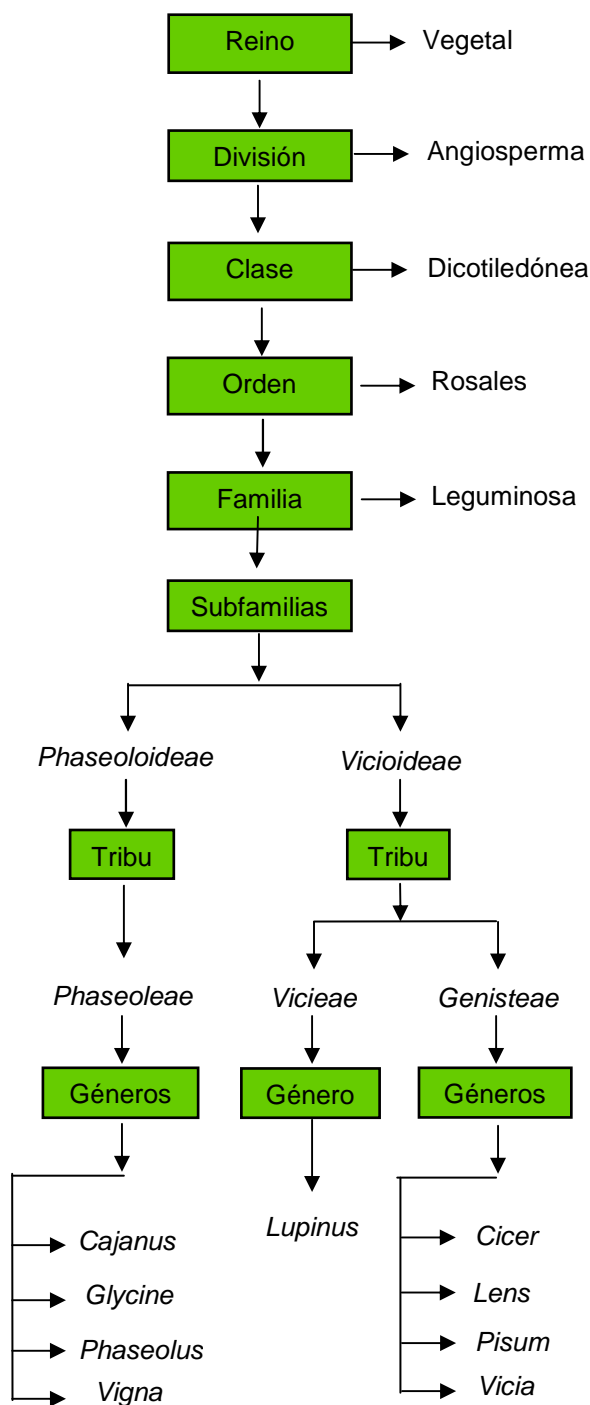 Reino Vegetal
División Angiosperma
Clase Dicotiledónea
Orden Rosales
Familia Leguminosa
Subfamilias
Phaseoloideae Vicioideae
Tribu Tribu
Phaseoleae Vicieae Genisteae
Géneros Género Géneros
Lupinus
Cajanus Cicer
Glycine Lens
Phaseolus Pisum
Vigna Vicia